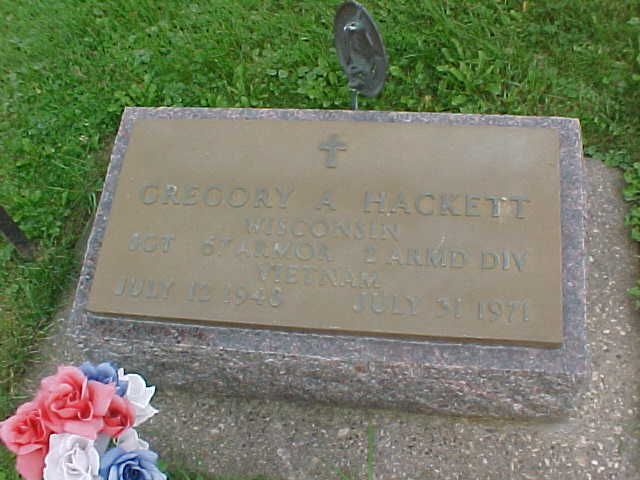 GREGORY A HACKETT
WISCONSIN
SGT 67 ARMOR 2 ARMD DIV
VIETNAM
JULY 12 1948 JULY 31 1971